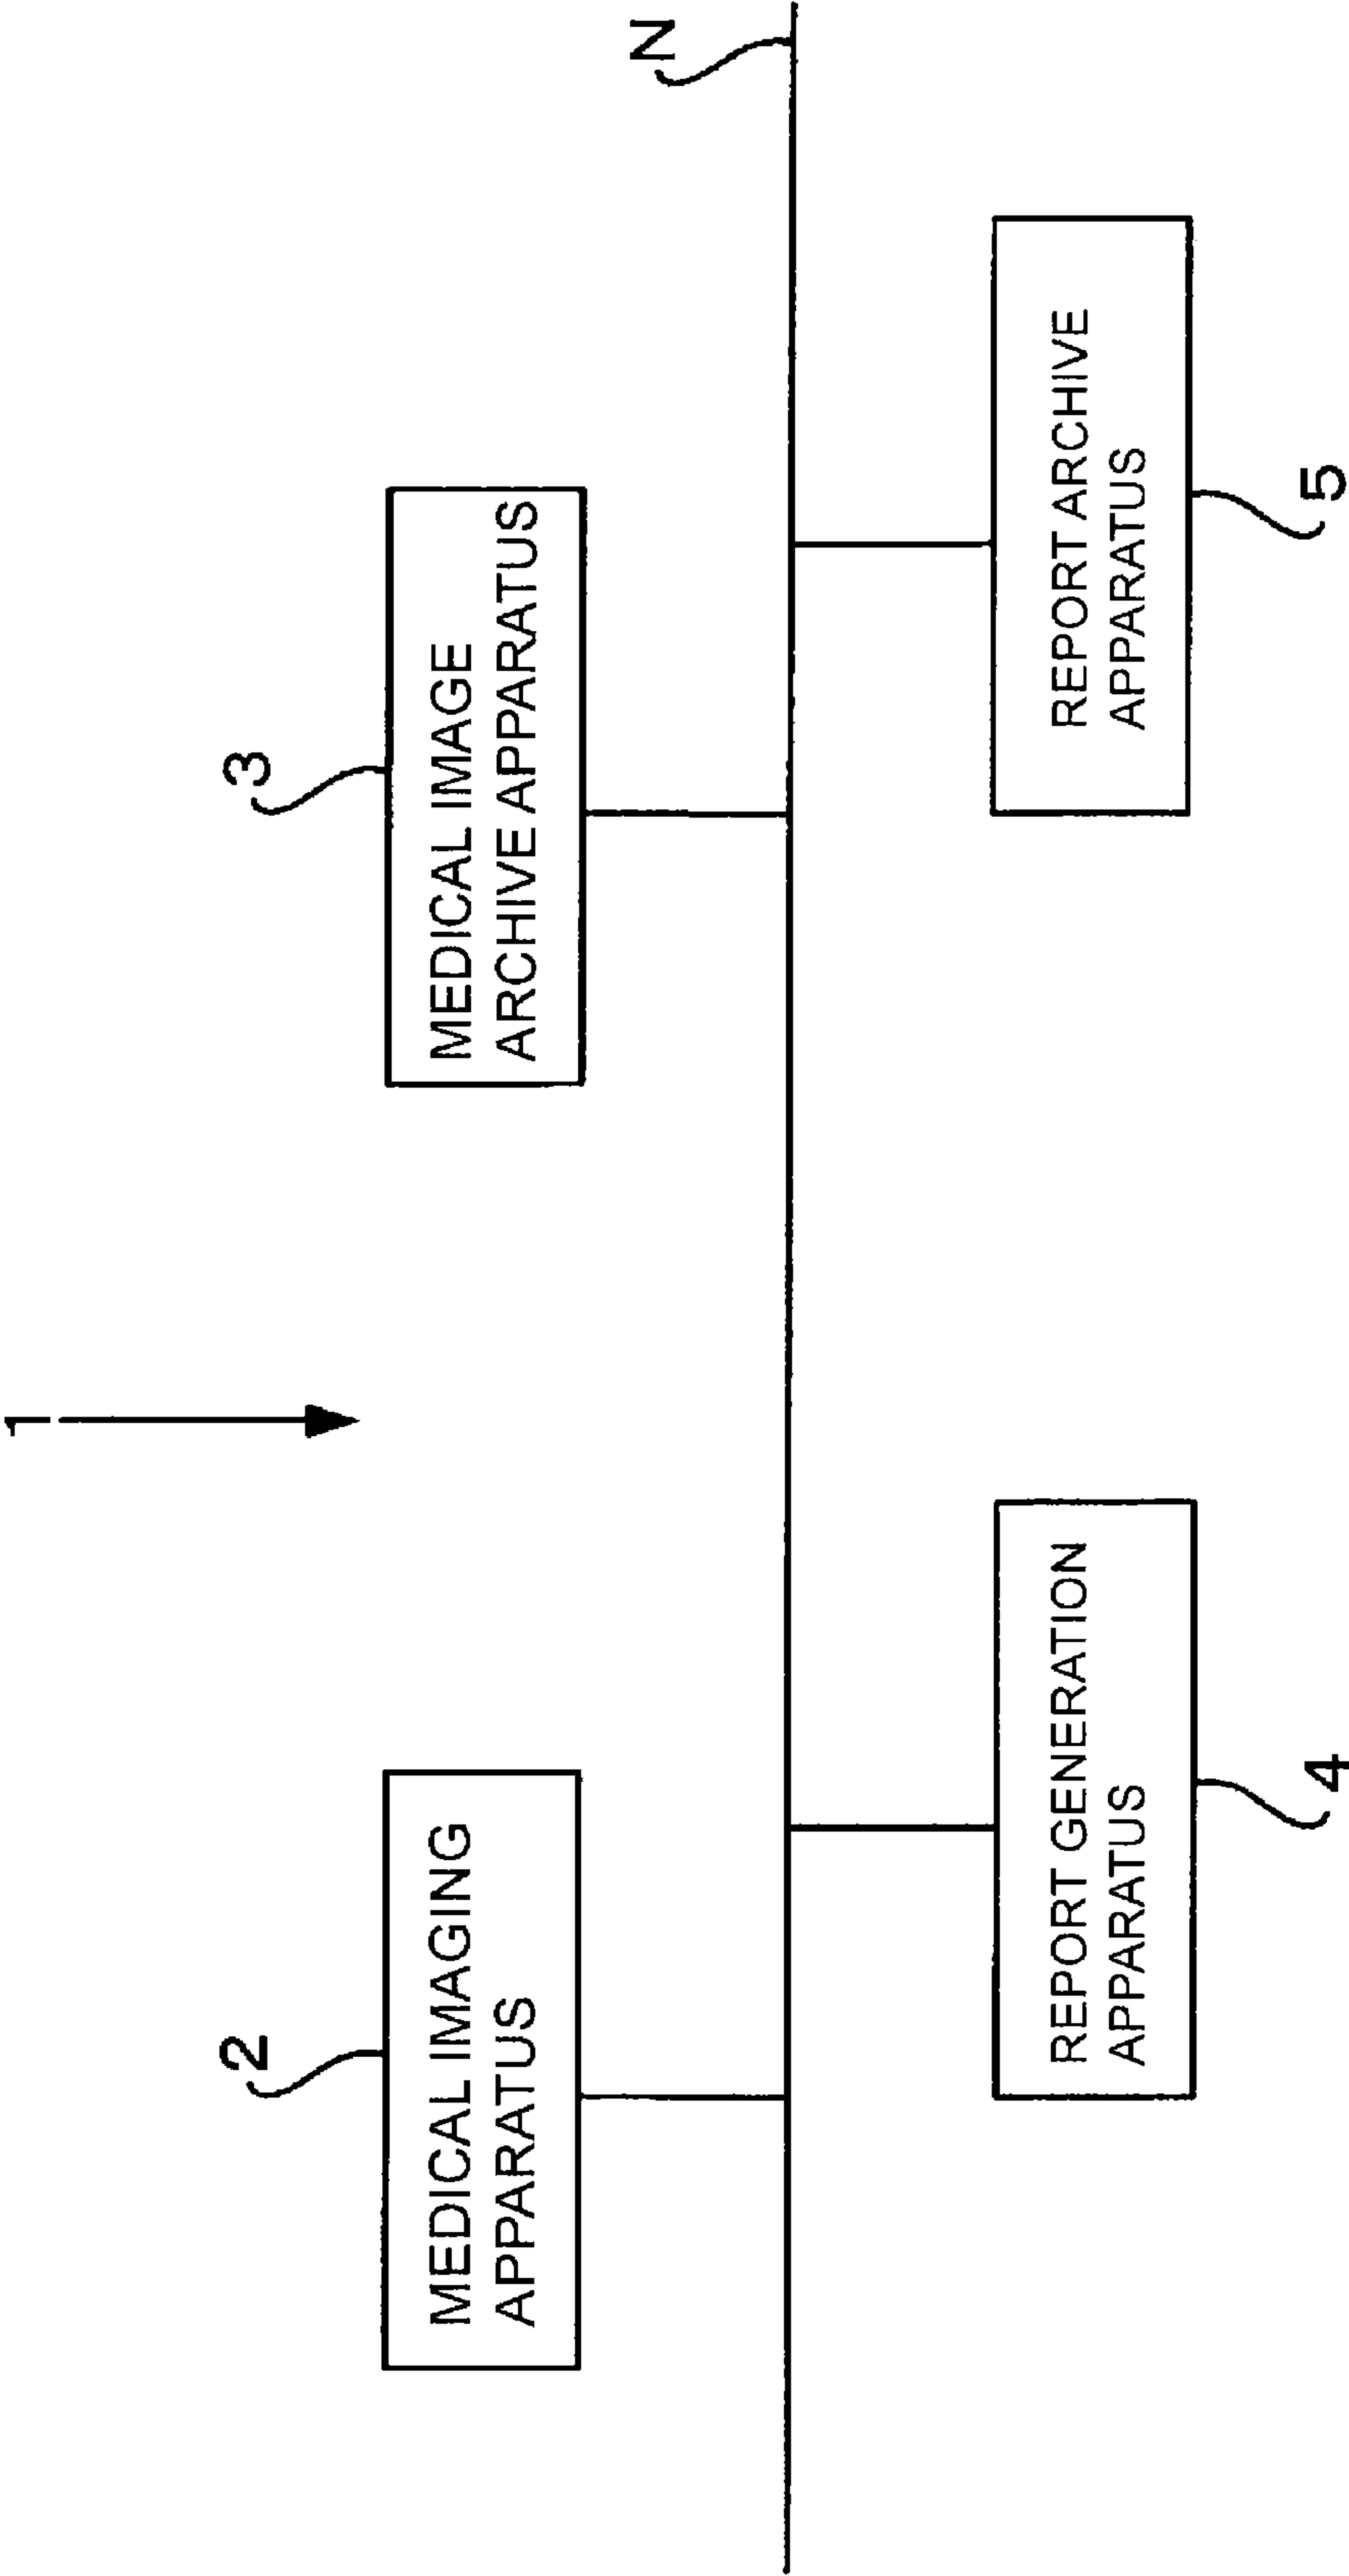 1
2
MEDICAL IMAGING
APPARATUS
3
MEDICAL IMAGE
ARCHIVE APPARATUS
N
REPORT GENERATION
APPARATUS
4
REPORT ARCHIVE
APPARATUS
5